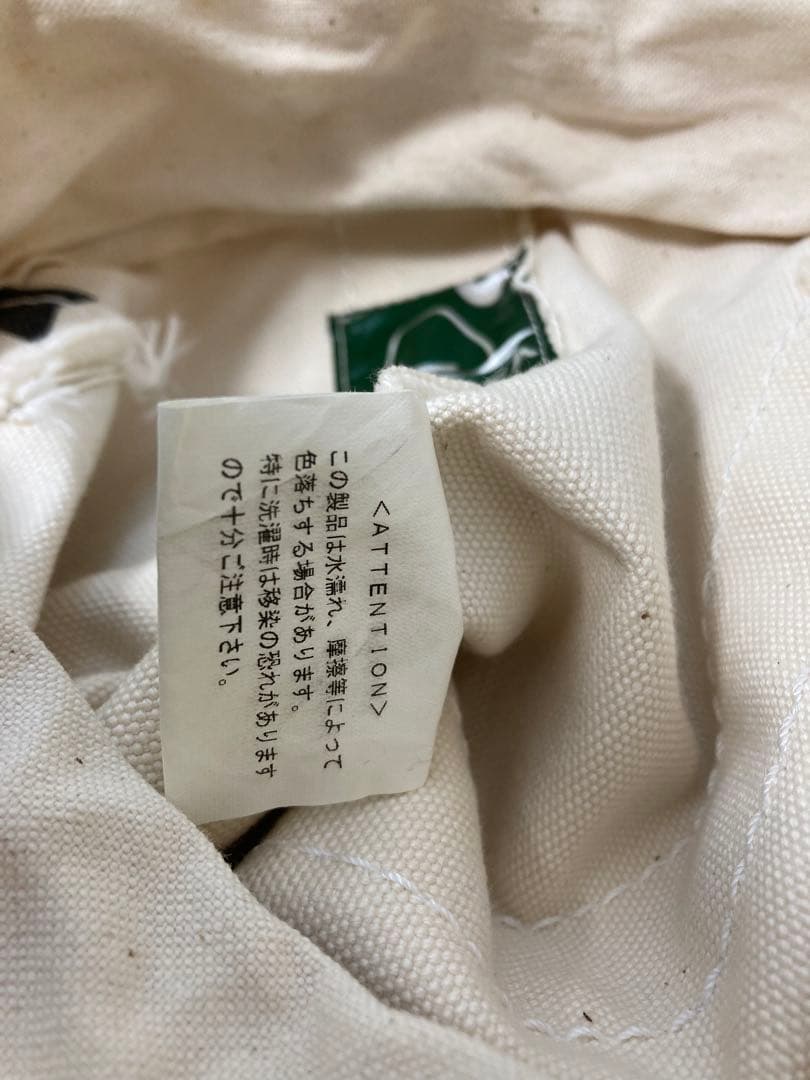 <ATTENTION>
この製品は水濡れ、摩擦等によって
色落ちする場合があります。
特に洗濯時は移染の恐れがあります
ので十分ご注意下さい。